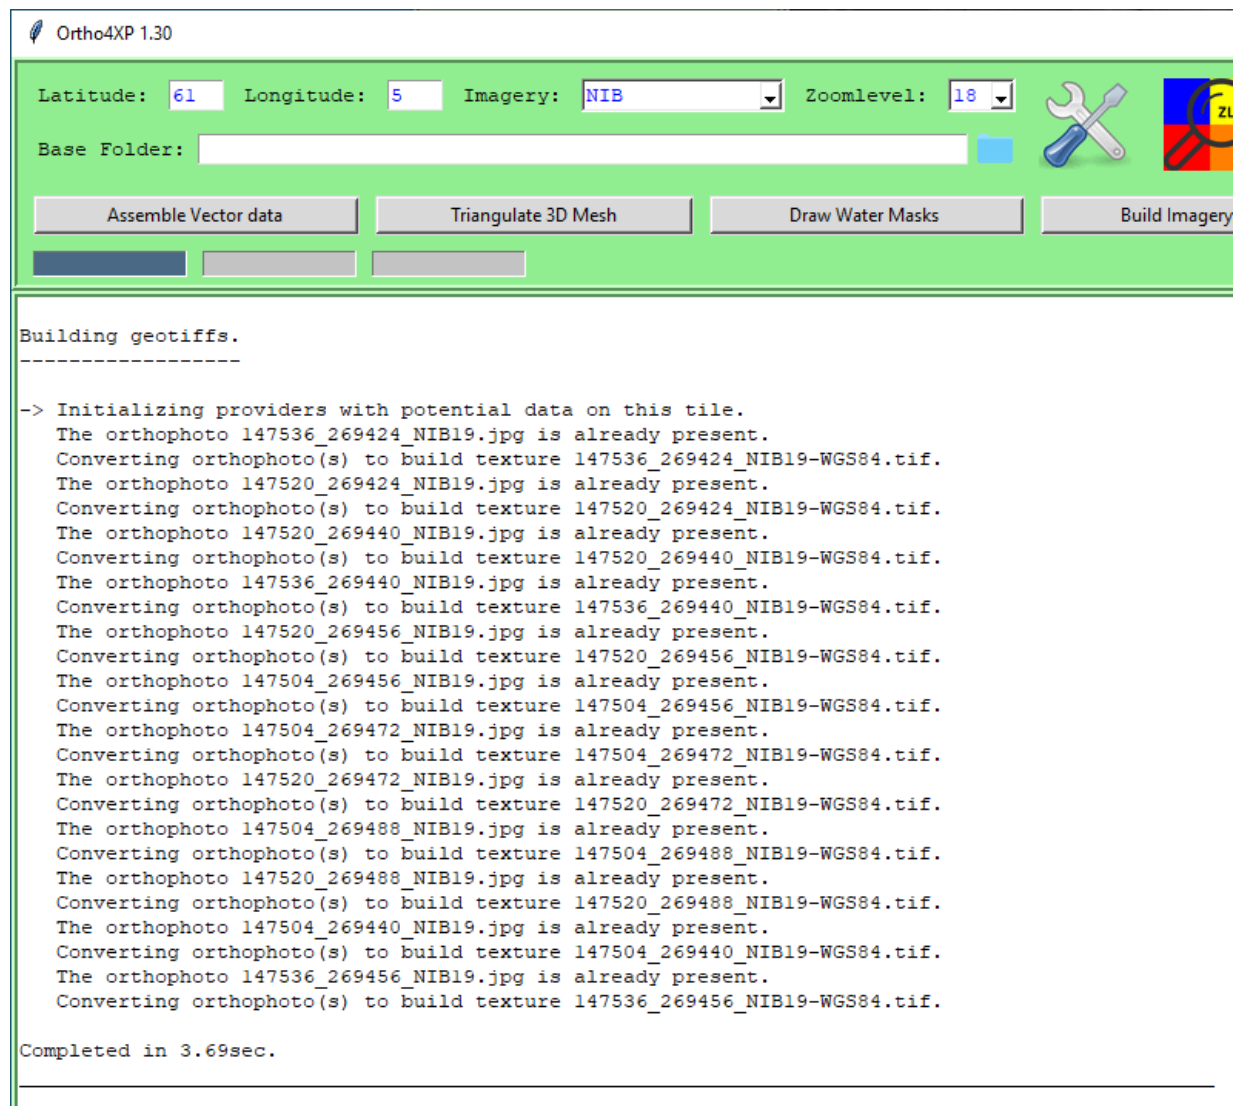 Ortho4XP 1.30
Latitude: 61 Longitude: 5 Imagery: NIB Zoomlevel: 18
ZL
Base Folder:
Assemble Vector data Triangulate 3D Mesh Draw Water Masks Build Imagery
Building geotiffs.
------------------
-> Initializing providers with potential data on this tile.
The orthophoto 147536_269424_NIB19.jpg is already present.
Converting orthophoto(s) to build texture 147536_269424_NIB19-WGS84.tif.
The orthophoto 147520_269424_NIB19.jpg is already present.
Converting orthophoto(s) to build texture 147520_269424_NIB19-WGS84.tif.
The orthophoto 147520_269440_NIB19.jpg is already present.
Converting orthophoto(s) to build texture 147520_269440_NIB19-WGS84.tif.
The orthophoto 147536_269440_NIB19.jpg is already present.
Converting orthophoto(s) to build texture 147536_269440_NIB19-WGS84.tif.
The orthophoto 147520_269456_NIB19.jpg is already present.
Converting orthophoto(s) to build texture 147520_269456_NIB19-WGS84.tif.
The orthophoto 147504_269456_NIB19.jpg is already present.
Converting orthophoto(s) to build texture 147504_269456_NIB19-WGS84.tif.
The orthophoto 147504_269472_NIB19.jpg is already present.
Converting orthophoto(s) to build texture 147504_269472_NIB19-WGS84.tif.
The orthophoto 147520_269472_NIB19.jpg is already present.
Converting orthophoto(s) to build texture 147520_269472_NIB19-WGS84.tif.
The orthophoto 147504_269488_NIB19.jpg is already present.
Converting orthophoto(s) to build texture 147504_269488_NIB19-WGS84.tif.
The orthophoto 147520_269488_NIB19.jpg is already present.
Converting orthophoto(s) to build texture 147520_269488_NIB19-WGS84.tif.
The orthophoto 147504_269440_NIB19.jpg is already present.
Converting orthophoto(s) to build texture 147504_269440_NIB19-WGS84.tif.
The orthophoto 147536_269456_NIB19.jpg is already present.
Converting orthophoto(s) to build texture 147536_269456_NIB19-WGS84.tif.
Completed in 3.69sec.